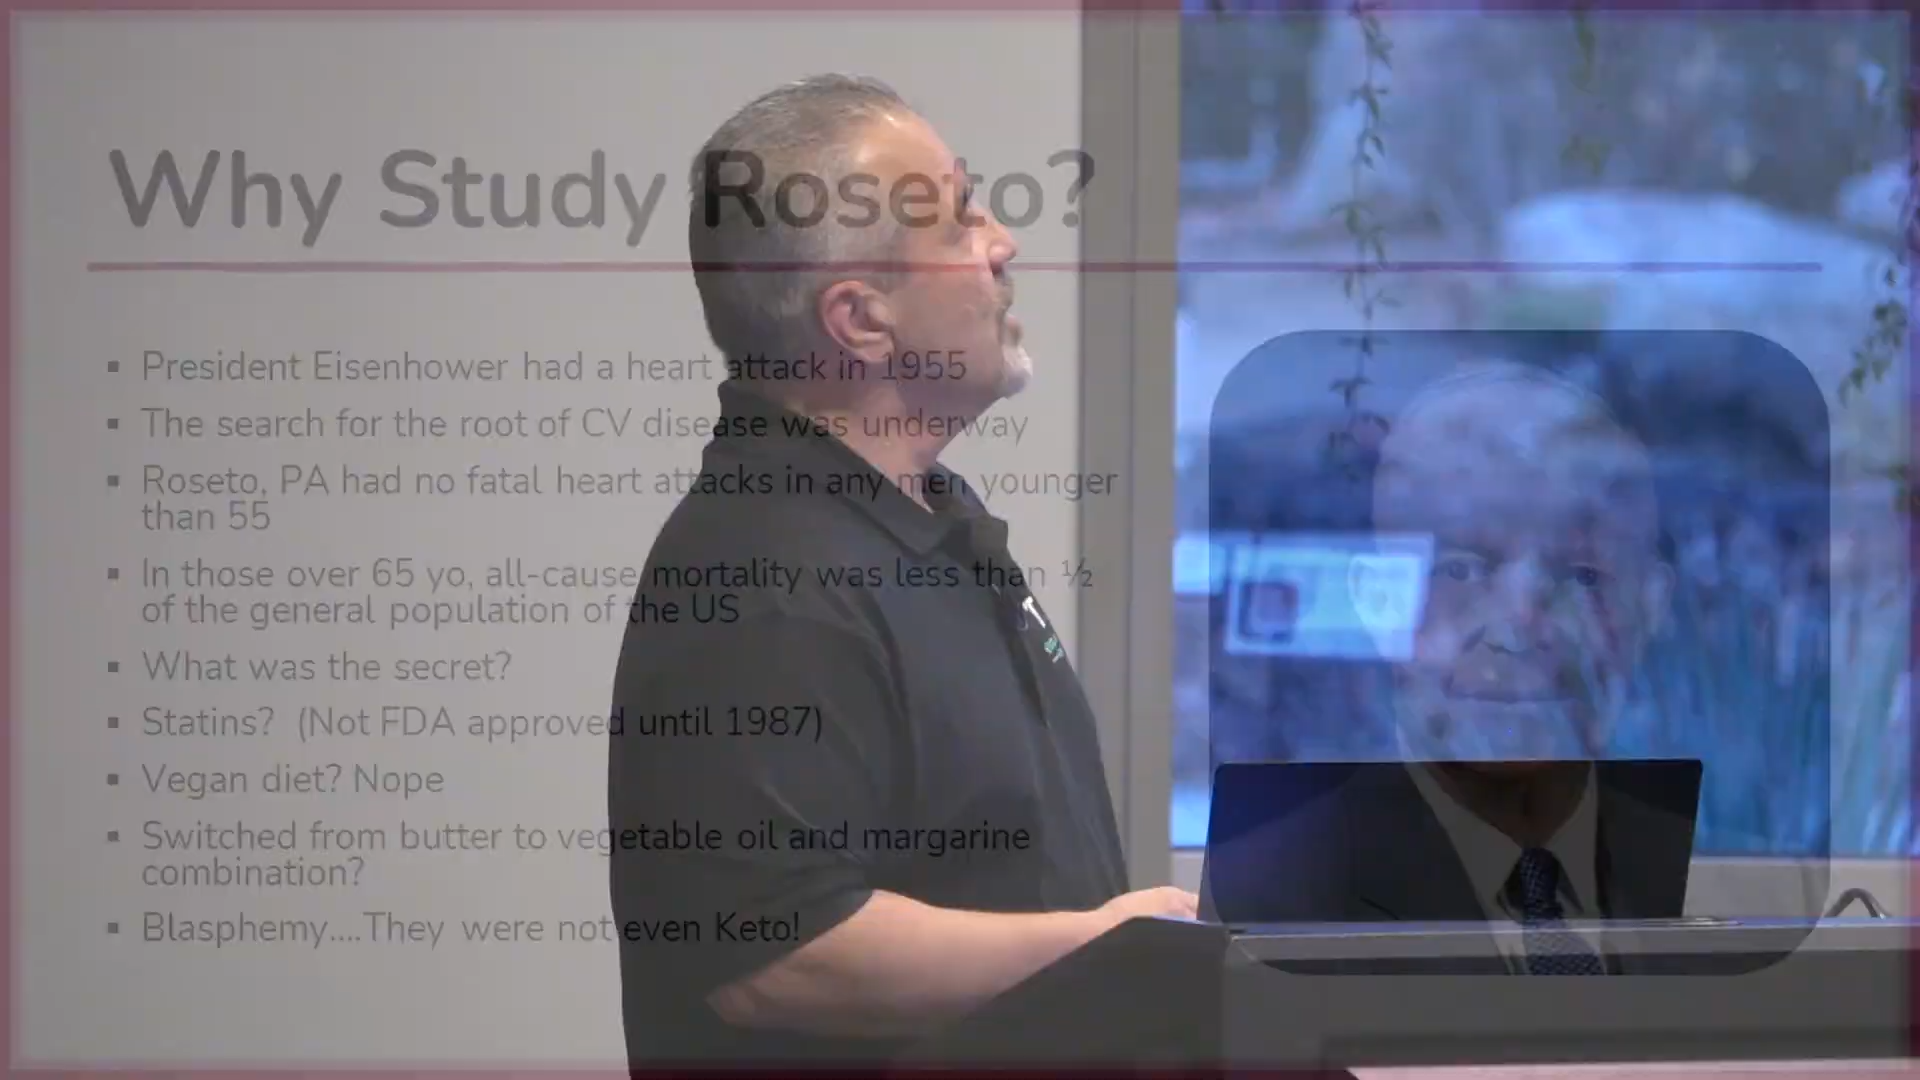 Why Study Roseto?
▪ President Eisenhower had a heart attack in 1955
▪ The search for the root of CV disease was underway
▪ Roseto, PA had no fatal heart attacks in any men younger
than 55
▪ In those over 65 yo, all-cause mortality was less than ½
of the general population of the US
▪ What was the secret?
▪ Statins? (Not FDA approved until 1987)
▪ Vegan diet? Nope
▪ Switched from butter to vegetable oil and margarine
combination?
▪ Blasphemy....They were not even Keto!